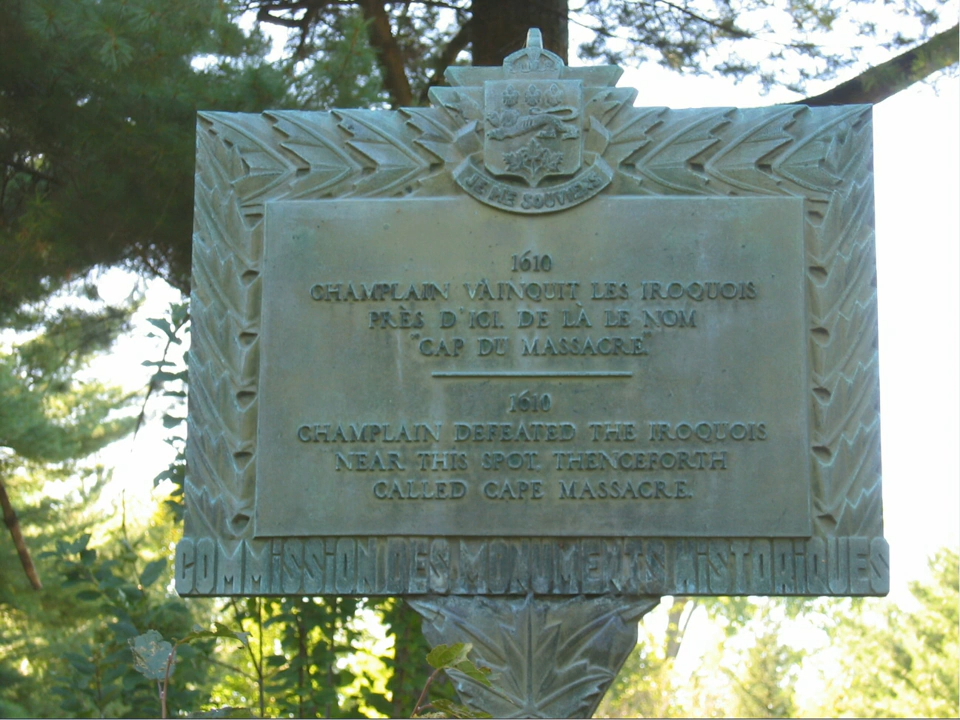 JE ME SOUVIENS
1610
CHAMPLAIN VAINQUIT LES IROQUOIS
PRÈS D'ICI. DE LÀ LE NOM
"CAP DU MASSACRE"
1610
CHAMPLAIN DEFEATED THE IROQUOIS
NEAR THIS SPOT. THENCEFORTH
CALLED CAPE MASSACRE.
COMMISSION DES MONUMENTS HISTORIQUES